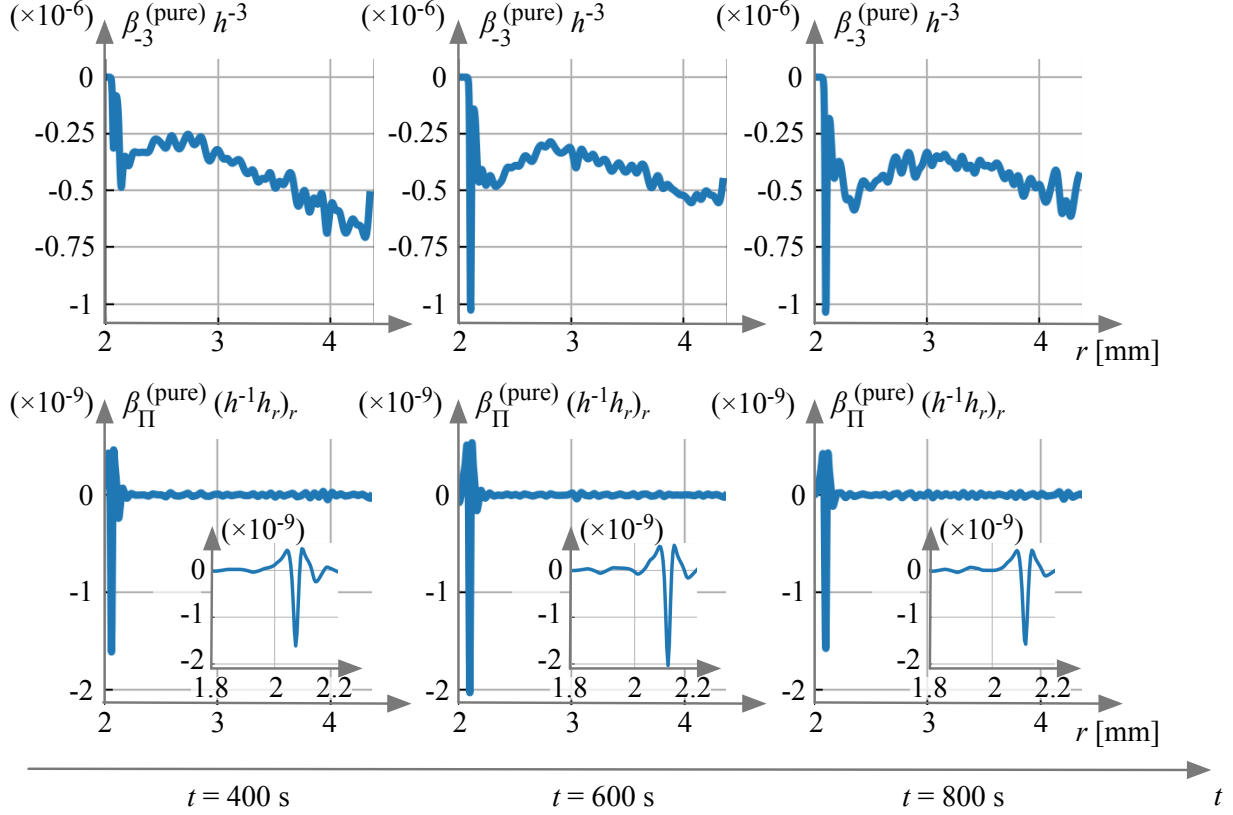 (×10⁻⁶) β₋₃⁽ᵖᵘʳᵉ⁾ h⁻³ (×10⁻⁶) β₋₃⁽ᵖᵘʳᵉ⁾ h⁻³ (×10⁻⁶) β₋₃⁽ᵖᵘʳᵉ⁾ h⁻³
0 0 0
-0.25 -0.25 -0.25
-0.5 -0.5 -0.5
-0.75 -0.75 -0.75
-1 -1 -1
2 3 4 2 3 4 2 3 4 r [mm]
(×10⁻⁹) β_Π⁽ᵖᵘʳᵉ⁾ (h⁻¹hᵣ)ᵣ (×10⁻⁹) β_Π⁽ᵖᵘʳᵉ⁾ (h⁻¹hᵣ)ᵣ (×10⁻⁹) β_Π⁽ᵖᵘʳᵉ⁾ (h⁻¹hᵣ)ᵣ
0 0 0
(×10⁻⁹) (×10⁻⁹) (×10⁻⁹)
0 0 0
-1 -1 -1
-1 -1 -1
-2 -2 -2
-2 -2 -2
1.8 2 2.2 1.8 2 2.2 1.8 2 2.2
2 3 4 2 3 4 2 3 4 r [mm]
t = 400 s t = 600 s t = 800 s t